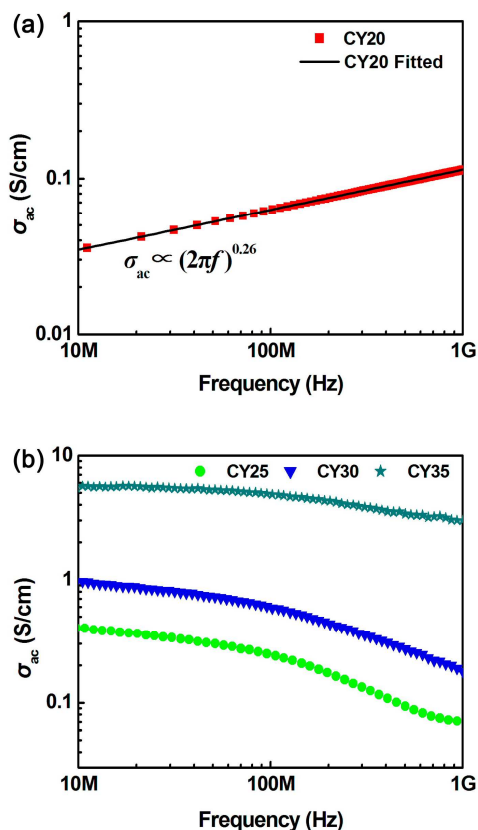 (a)
1
CY20
CY20 Fitted
0.1
σac (S/cm)
σac ∝ (2πf)^0.26
0.01
10M 100M 1G
Frequency (Hz)
(b)
10
CY25 CY30 CY35
1
σac (S/cm)
0.1
10M 100M 1G
Frequency (Hz)